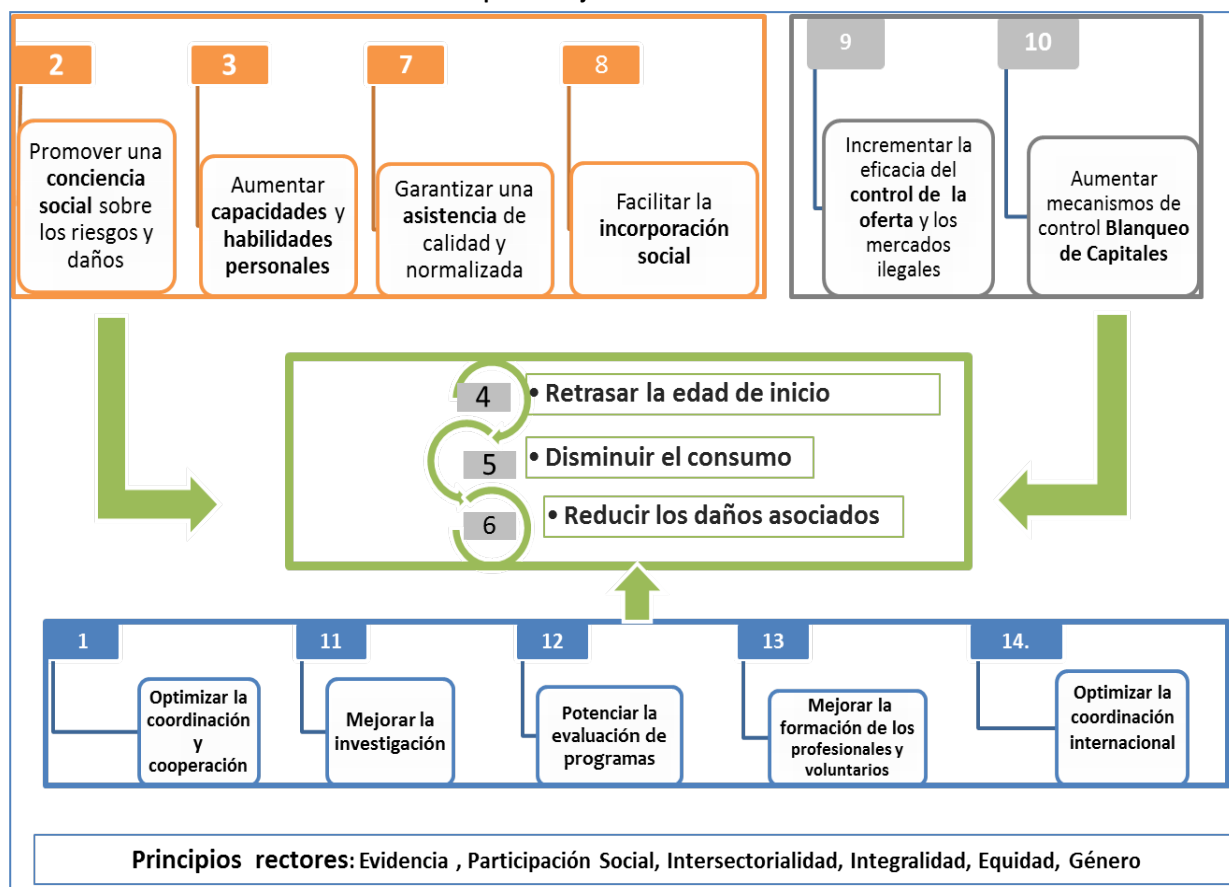 2
Promover una
conciencia
social sobre
los riesgos y
daños
3
Aumentar
capacidades y
habilidades
personales
7
Garantizar una
asistencia de
calidad y
normalizada
8
Facilitar la
incorporación
social
9
Incrementar la
eficacia del
control de la
oferta y los
mercados
ilegales
10
Aumentar
mecanismos de
control Blanqueo
de Capitales
4
• Retrasar la edad de inicio
5
• Disminuir el consumo
6
• Reducir los daños asociados
1
Optimizar la
coordinación
y
cooperación
11
Mejorar la
investigación
12
Potenciar la
evaluación de
programas
13
Mejorar la
formación de los
profesionales y
voluntarios
14.
Optimizar la
coordinación
internacional
Principios rectores: Evidencia , Participación Social, Intersectorialidad, Integralidad, Equidad, Género